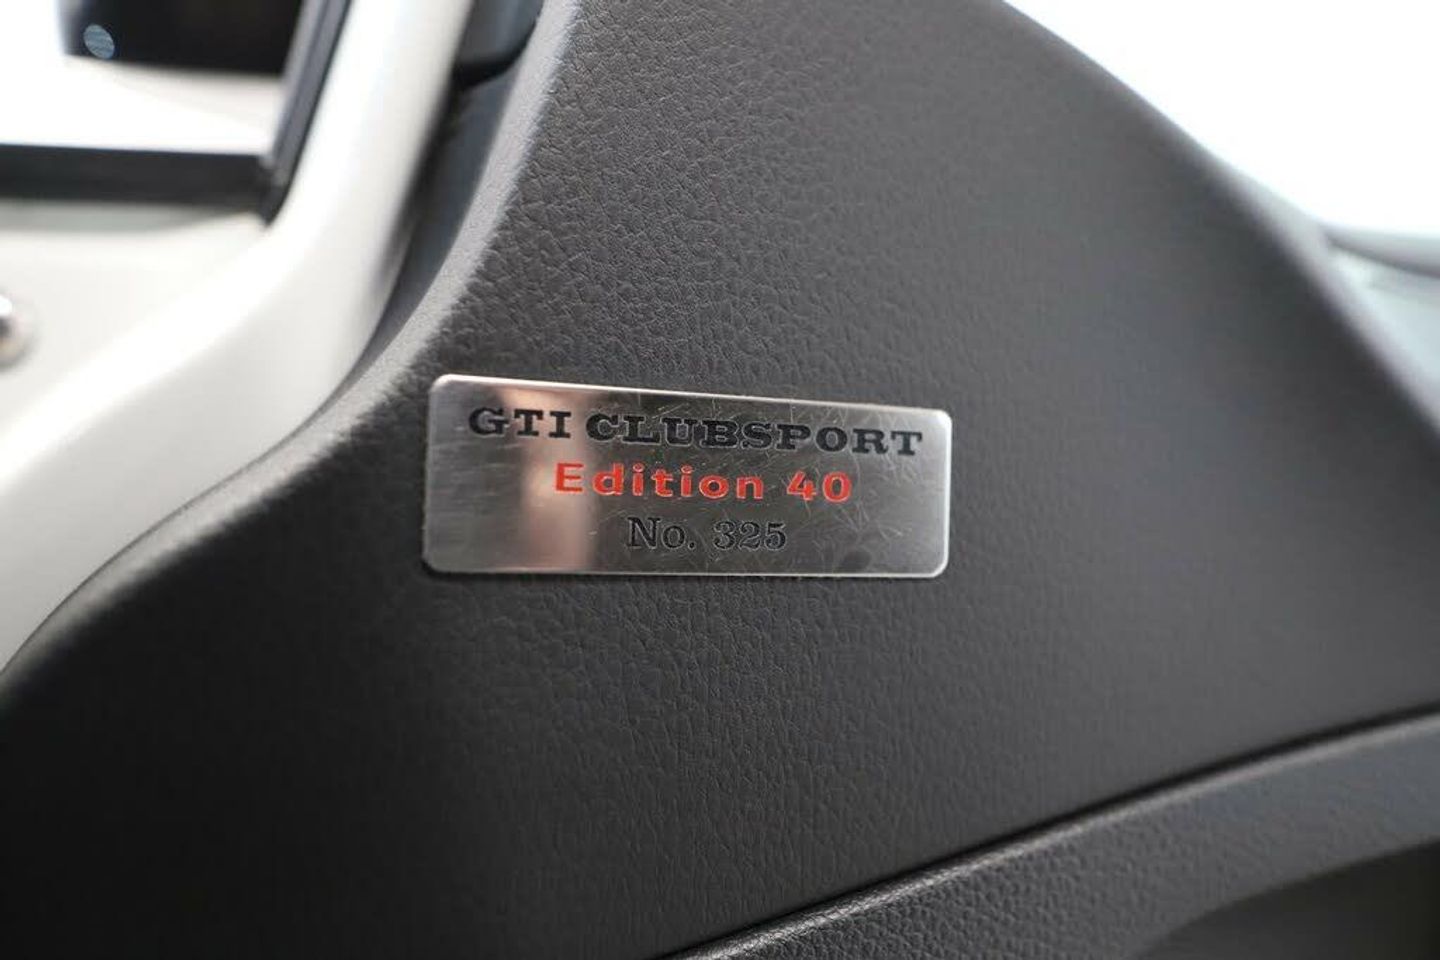 GTI CLUBSPORT
Edition 40
No. 325